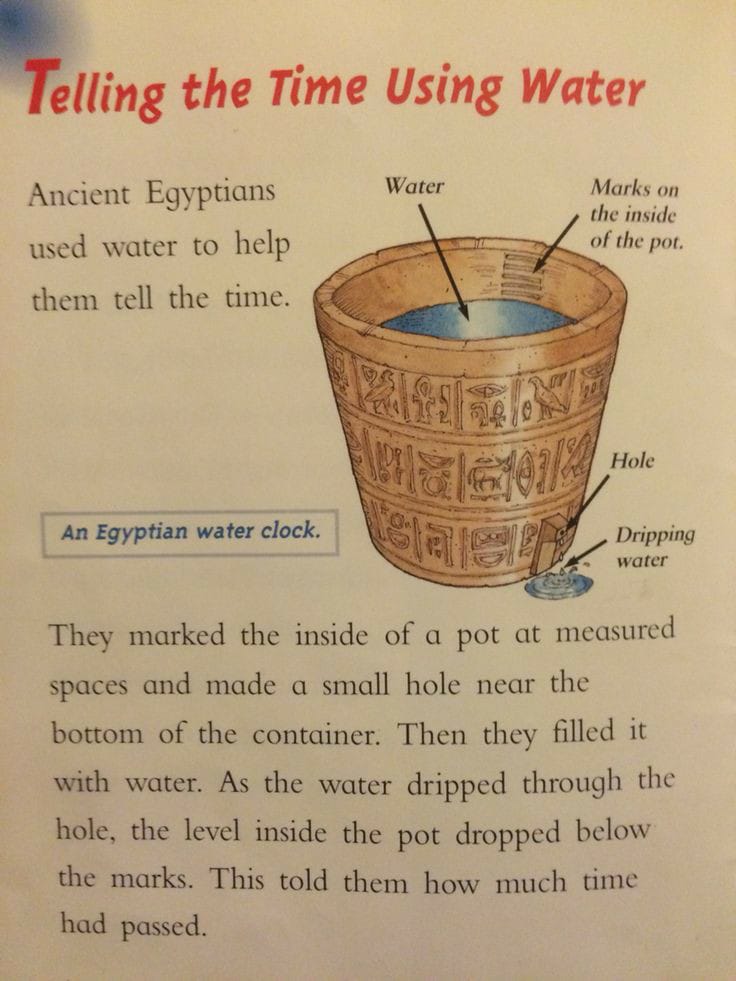 Telling the Time Using Water
Ancient Egyptians
used water to help
them tell the time.
Water
Marks on
the inside
of the pot.
Hole
Dripping
water
An Egyptian water clock.
They marked the inside of a pot at measured
spaces and made a small hole near the
bottom of the container. Then they filled it
with water. As the water dripped through the
hole, the level inside the pot dropped below
the marks. This told them how much time
had passed.